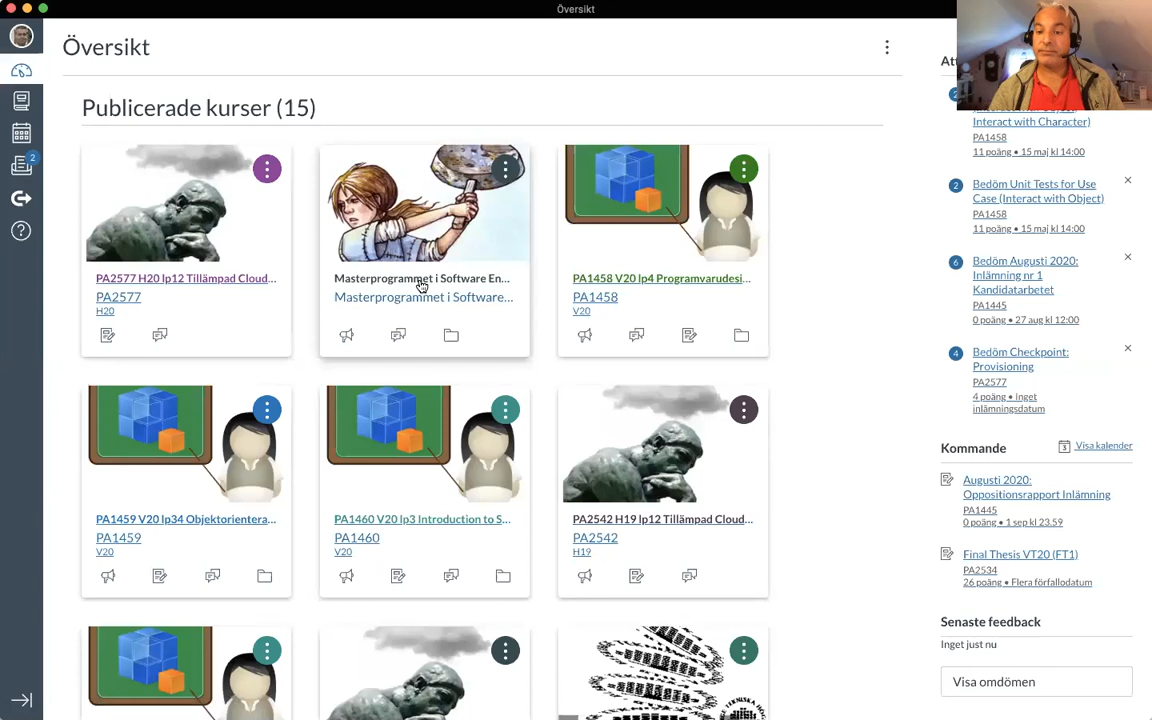 Översikt
Översikt
Publicerade kurser (15)
PA2577 H20 lp12 Tillämpad Cloud...
PA2577
H20
Masterprogrammet i Software En...
Masterprogrammet i Software...
PA1458 V20 lp4 Programvarudesi...
PA1458
V20
PA1459 V20 lp34 Objektorientera...
PA1459
V20
PA1460 V20 lp3 Introduction to S...
PA1460
V20
PA2542 H19 lp12 Tillämpad Cloud...
PA2542
H19
2
Att
Interact with Character)
PA1458
11 poäng • 15 maj kl 14:00
2
Bedöm Unit Tests for Use
Case (Interact with Object)
PA1458
11 poäng • 15 maj kl 14:00
6
Bedöm Augusti 2020:
Inlämning nr 1
Kandidatarbetet
PA1445
0 poäng • 27 aug kl 12:00
4
Bedöm Checkpoint:
Provisioning
PA2577
4 poäng • Inget
inlämningsdatum
Kommande
Visa kalender
Augusti 2020:
Oppositionsrapport Inlämning
PA1445
0 poäng • 1 sep kl 23.59
Final Thesis VT20 (FT1)
PA2534
26 poäng • Flera förfallodatum
Senaste feedback
Inget just nu
Visa omdömen